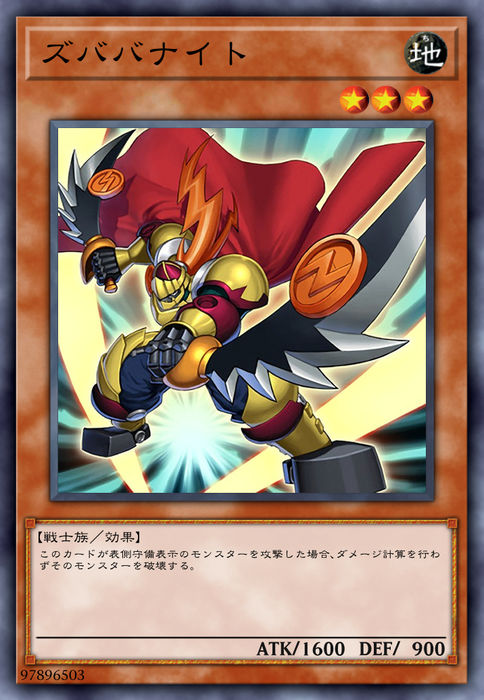 ズババナイト
ち
地
【戦士族／効果】
このカードが表側守備表示のモンスターを攻撃した場合、ダメージ計算を行わ
ずそのモンスターを破壊する。
ATK/1600 DEF/ 900
97896503